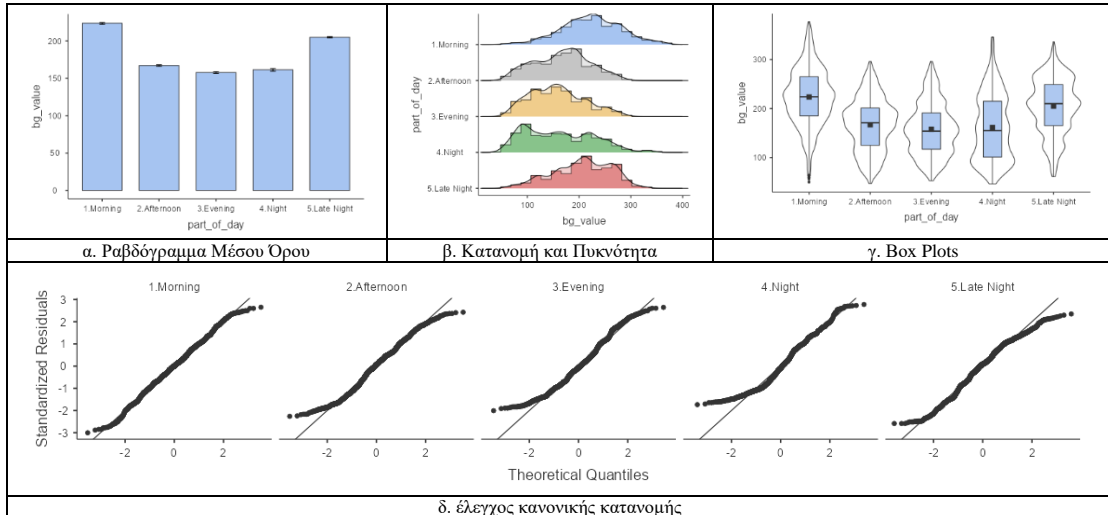 bg_value
200
150
100
50
0
1.Morning 2.Afternoon 3.Evening 4.Night 5.Late Night
part_of_day
α. Ραβδόγραμμα Μέσου Όρου
part_of_day
1.Morning
2.Afternoon
3.Evening
4.Night
5.Late Night
100 200 300 400
bg_value
β. Κατανομή και Πυκνότητα
bg_value
300
200
100
1.Morning 2.Afternoon 3.Evening 4.Night 5.Late Night
part_of_day
γ. Box Plots
Standardized Residuals
1.Morning 2.Afternoon 3.Evening 4.Night 5.Late Night
3
2
1
0
-1
-2
-3
-2 0 2 -2 0 2 -2 0 2 -2 0 2 -2 0 2
Theoretical Quantiles
δ. έλεγχος κανονικής κατανομής